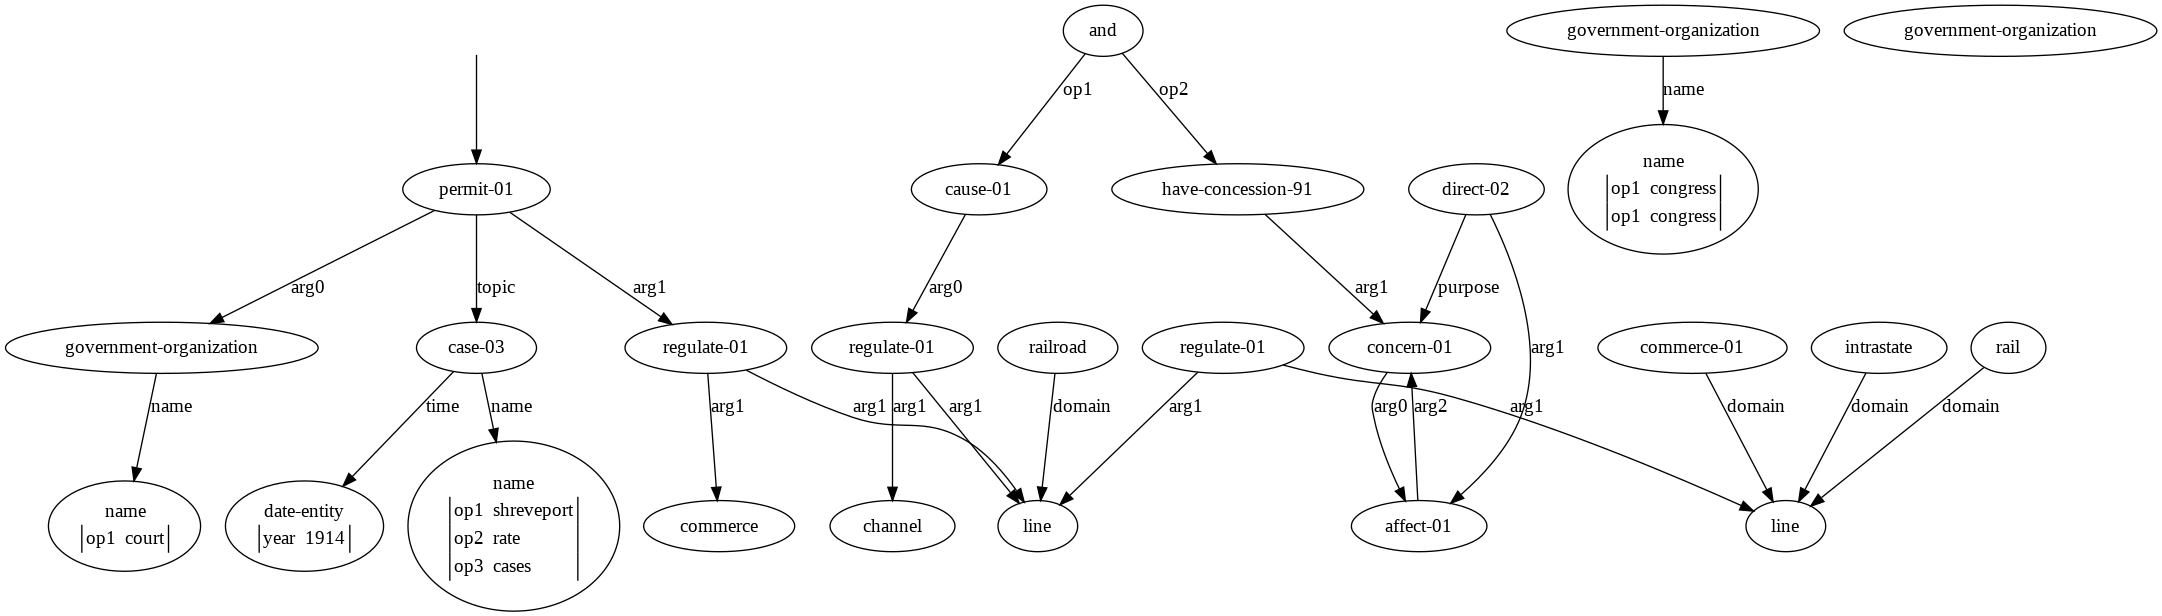 and
government-organization
government-organization
op1
op2
name
permit-01
cause-01
have-concession-91
direct-02
name
op1 congress
op1 congress
arg0
topic
arg1
arg0
arg1
purpose
arg1
government-organization
case-03
regulate-01
regulate-01
railroad
regulate-01
concern-01
commerce-01
intrastate
rail
name
time
name
arg1
arg1
arg1
arg1
domain
arg1
arg0
arg2
arg1
domain
domain
domain
name
op1 court
date-entity
year 1914
name
op1 shreveport
op2 rate
op3 cases
commerce
channel
line
affect-01
line